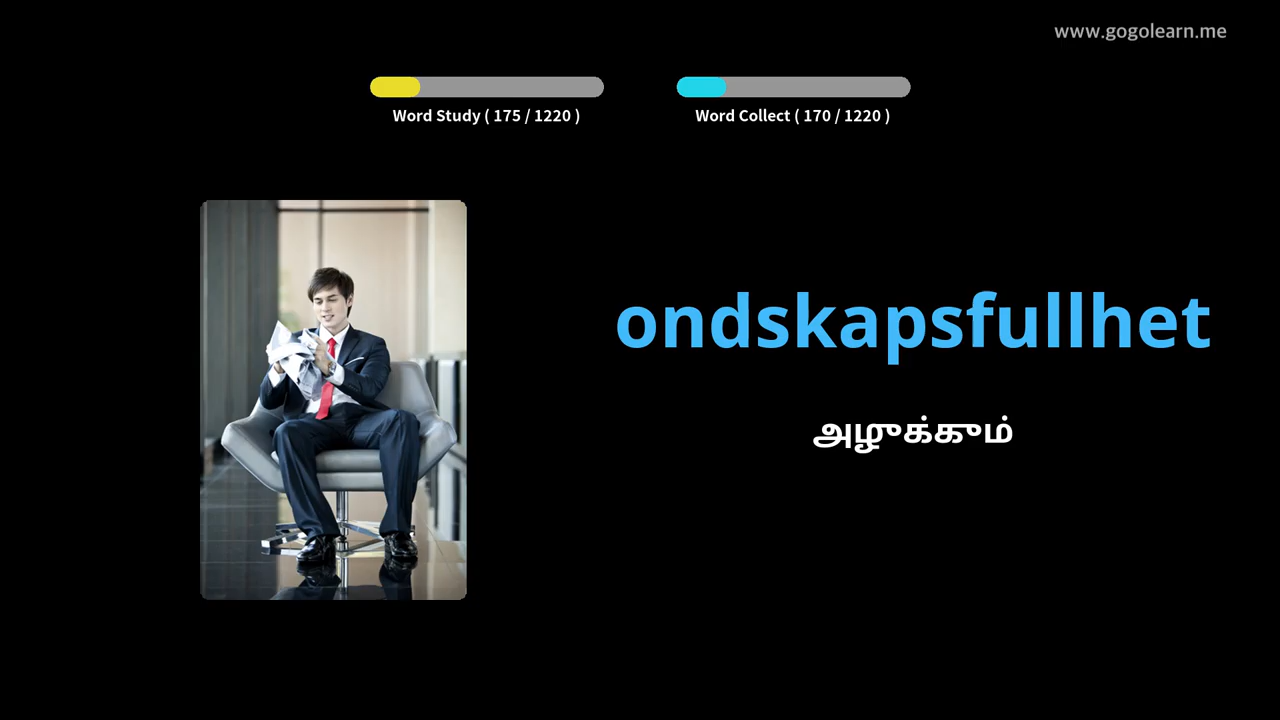 www.gogolearn.me
Word Study ( 175 / 1220 )
Word Collect ( 170 / 1220 )
ondskapsfullhet
அழுக்கும்